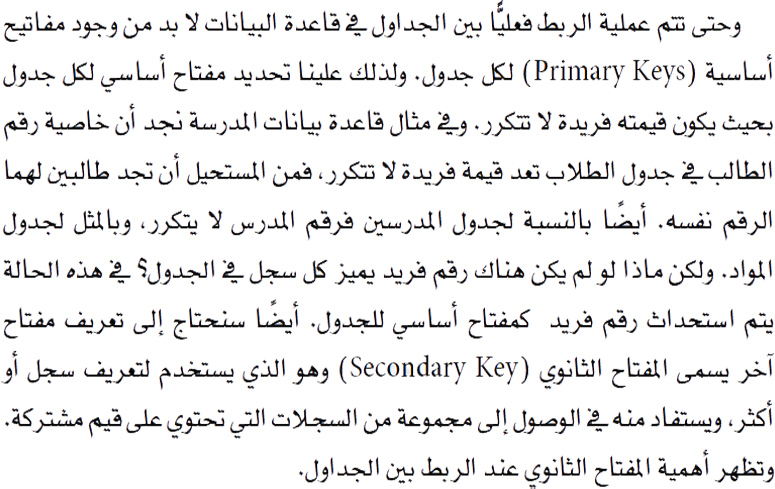 وحتى تتم عملية الربط فعليًّا بين الجداول في قاعدة البيانات لا بد من وجود مفاتيح
أساسية (Primary Keys) لكل جدول. ولذلك علينا تحديد مفتاح أساسي لكل جدول
بحيث يكون قيمته فريدة لا تتكرر. وفي مثال قاعدة بيانات المدرسة نجد أن خاصية رقم
الطالب في جدول الطلاب تعد قيمة فريدة لا تتكرر، فمن المستحيل أن تجد طالبين لهما
الرقم نفسه. أيضًا بالنسبة لجدول المدرسين فرقم المدرس لا يتكرر، وبالمثل لجدول
المواد. ولكن ماذا لو لم يكن هناك رقم فريد يميز كل سجل في الجدول؟ في هذه الحالة
يتم استحداث رقم فريد كمفتاح أساسي للجدول. أيضًا سنحتاج إلى تعريف مفتاح
آخر يسمى المفتاح الثانوي (Secondary Key) وهو الذي يستخدم لتعريف سجل أو
أكثر، ويستفاد منه في الوصول إلى مجموعة من السجلات التي تحتوي على قيم مشتركة.
وتظهر أهمية المفتاح الثانوي عند الربط بين الجداول.